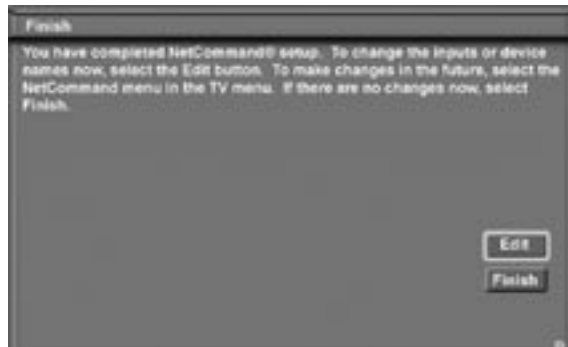 Finish
You have completed NetCommand® setup. To change the inputs or device
names now, select the Edit button. To make changes in the future, select the
NetCommand menu in the TV menu. If there are no changes now, select
Finish.
Edit
Finish